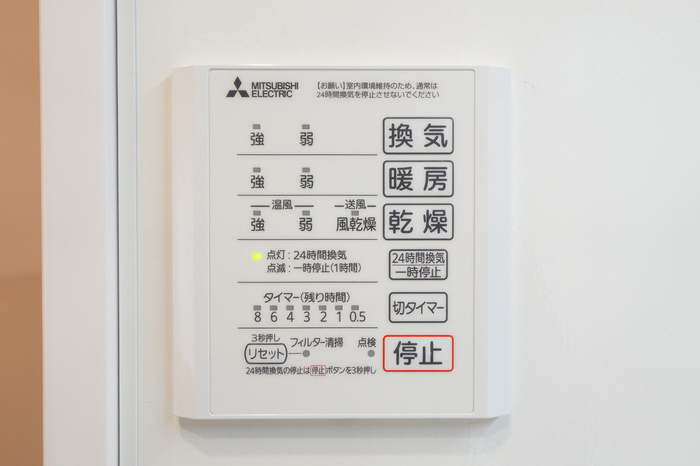 MITSUBISHI
ELECTRIC
【お願い】室内環境維持のため、通常は
24時間換気を停止させないでください
強 弱 換気
強 弱 暖房
温風 送風
強 弱 風乾燥 乾燥
点灯：24時間換気
点滅：一時停止(1時間)
24時間換気
一時停止
タイマー(残り時間)
8 6 4 3 2 1 0.5
切タイマー
3秒押し
リセット フィルター清掃 点検
停止
24時間換気の停止は停止ボタンを3秒押し